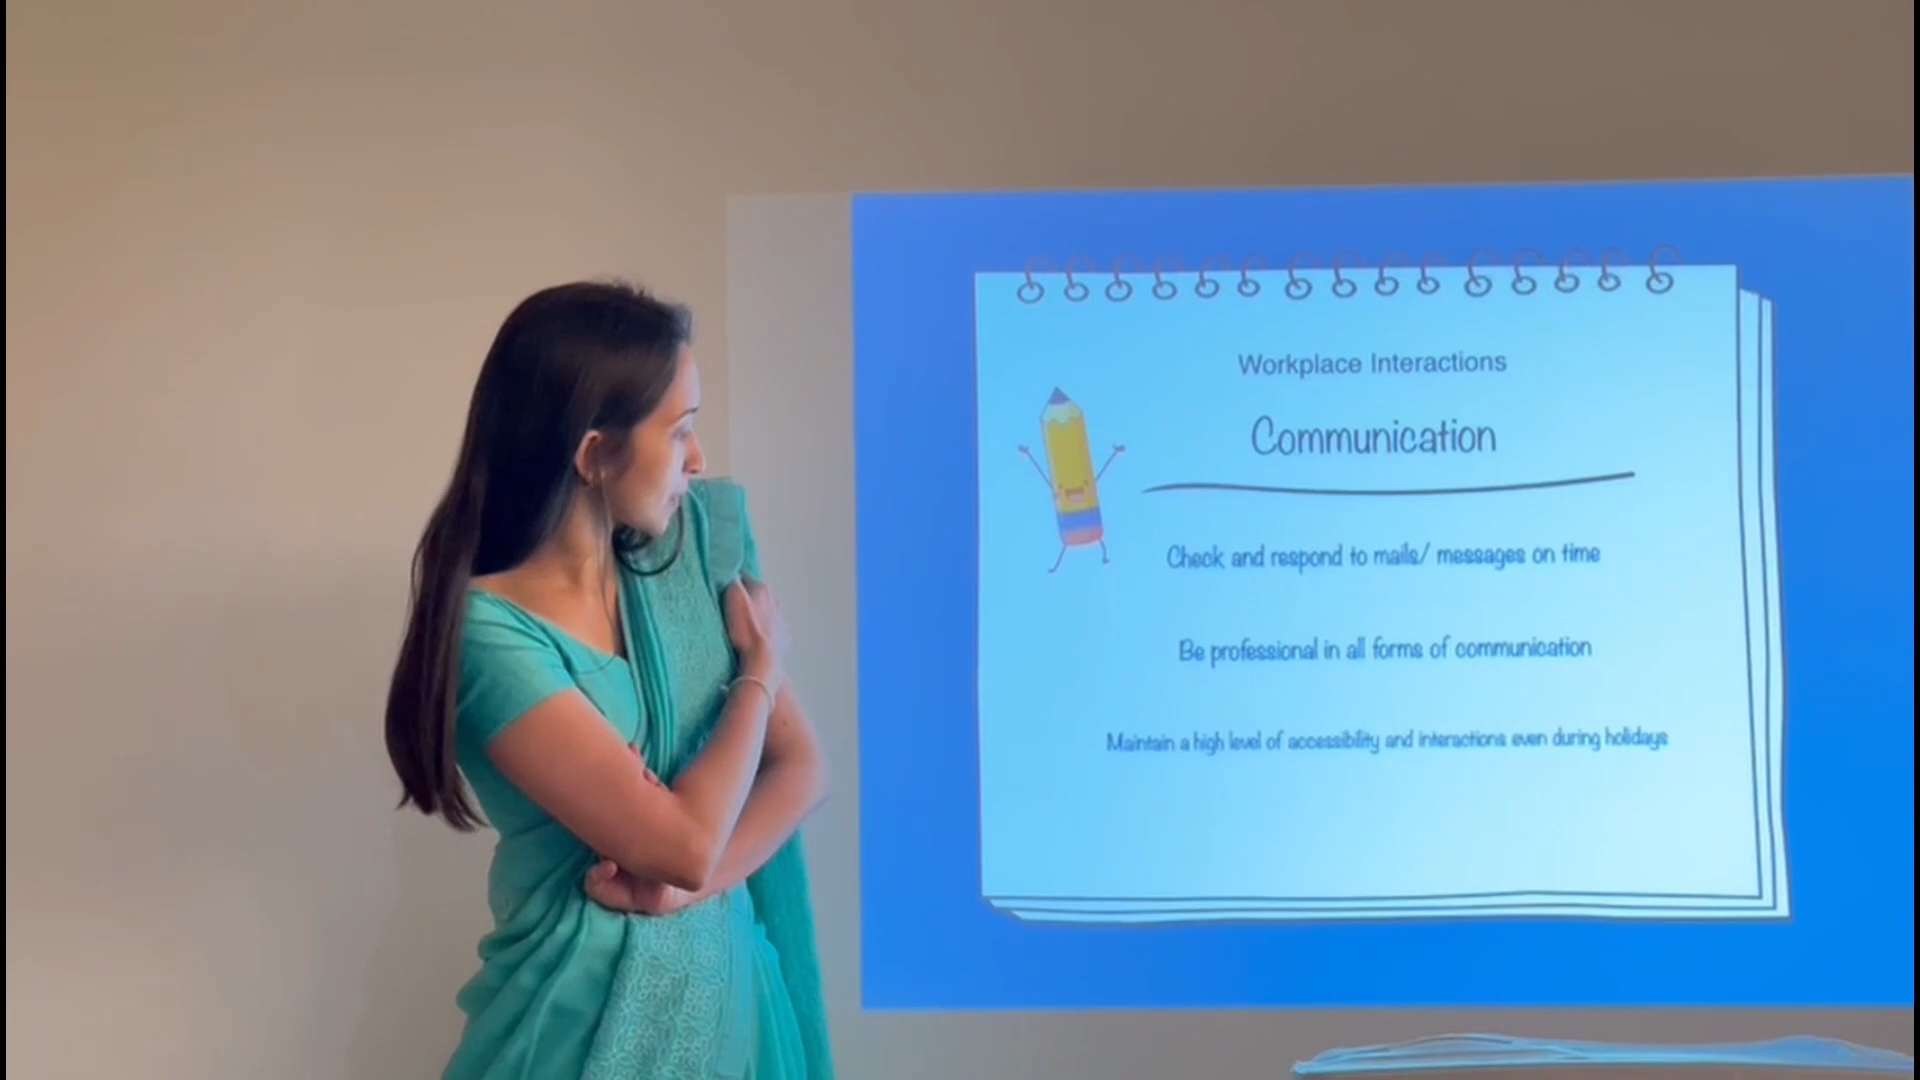 Workplace Interactions
Communication
Check and respond to mails/ messages on time
Be professional in all forms of communication
Maintain a high level of accessibility and interactions even during holidays